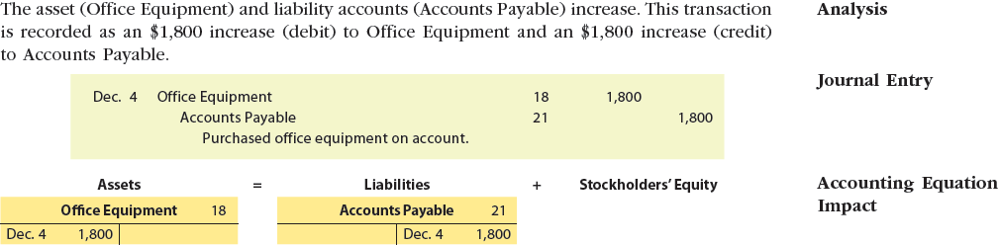 The asset (Office Equipment) and liability accounts (Accounts Payable) increase. This transaction
is recorded as an $1,800 increase (debit) to Office Equipment and an $1,800 increase (credit)
to Accounts Payable.
Analysis
Journal Entry
Dec. 4 Office Equipment 18 1,800
Accounts Payable 21 1,800
Purchased office equipment on account.
Accounting Equation
Impact
Assets = Liabilities + Stockholders' Equity
Office Equipment 18 Accounts Payable 21
Dec. 4 1,800 Dec. 4 1,800